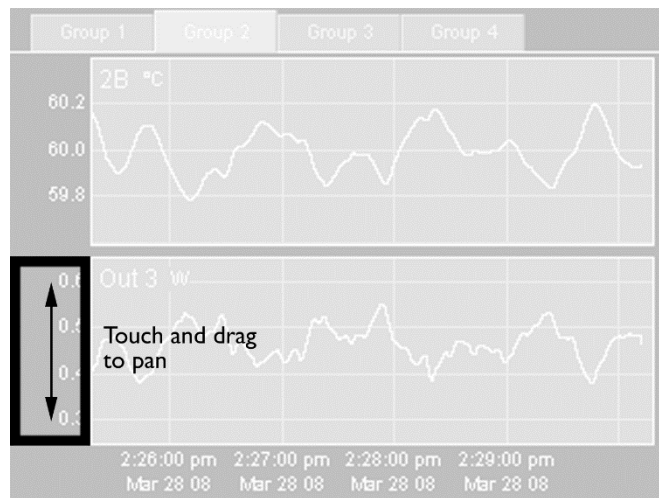 Group 1 Group 2 Group 3 Group 4
2B °C
60.2
60.0
59.8
Out 3 W
0.6
0.5
0.4
0.3
Touch and drag
to pan
2:26:00 pm 2:27:00 pm 2:28:00 pm 2:29:00 pm
Mar 28 08 Mar 28 08 Mar 28 08 Mar 28 08